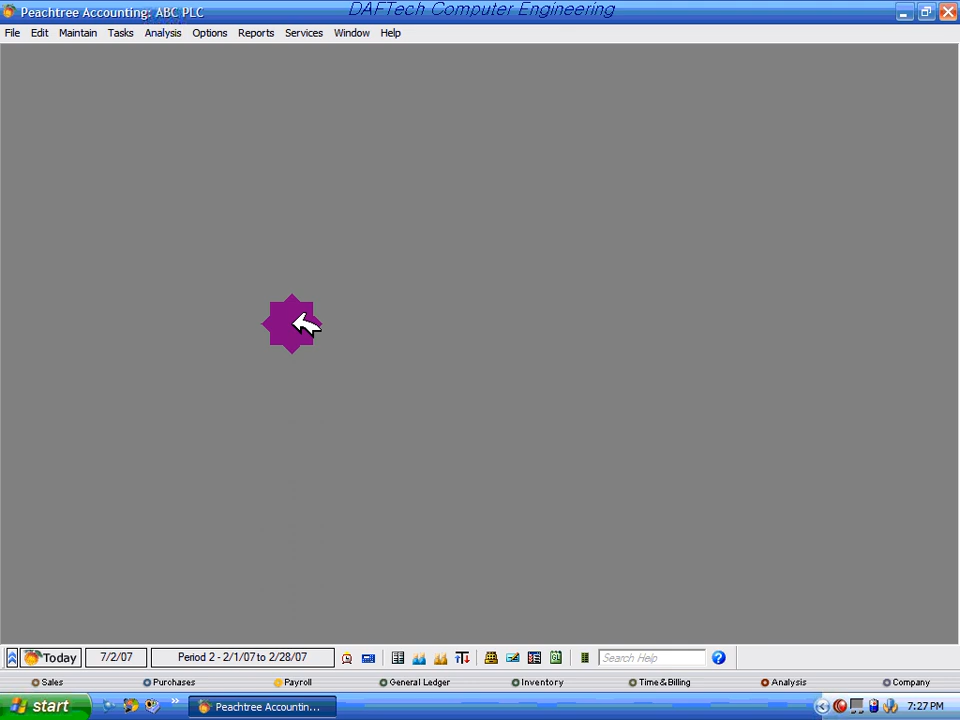 Peachtree Accounting: ABC PLC
DAFTech Computer Engineering
File Edit Maintain Tasks Analysis Options Reports Services Window Help
Today 7/2/07 Period 2 - 2/1/07 to 2/28/07 Search Help
Sales Purchases Payroll General Ledger Inventory Time & Billing Analysis Company
start Peachtree Accountin... 7:27 PM